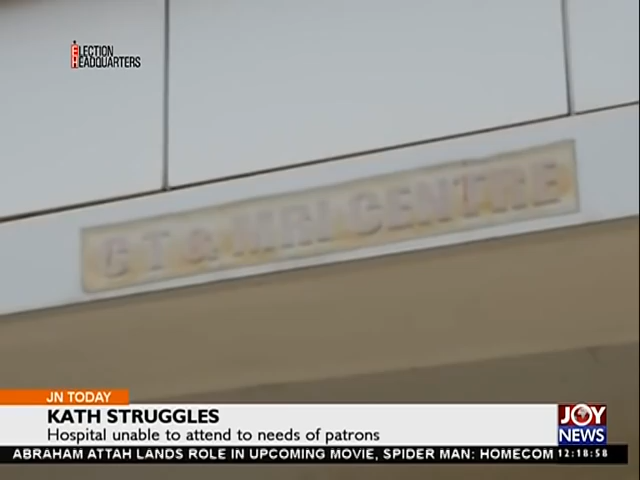 ELECTION
HEADQUARTERS
C T & MRI CENTRE
JN TODAY
KATH STRUGGLES
Hospital unable to attend to needs of patrons
JOY
NEWS
ABRAHAM ATTAH LANDS ROLE IN UPCOMING MOVIE, SPIDER MAN: HOMECOM 12:18:58